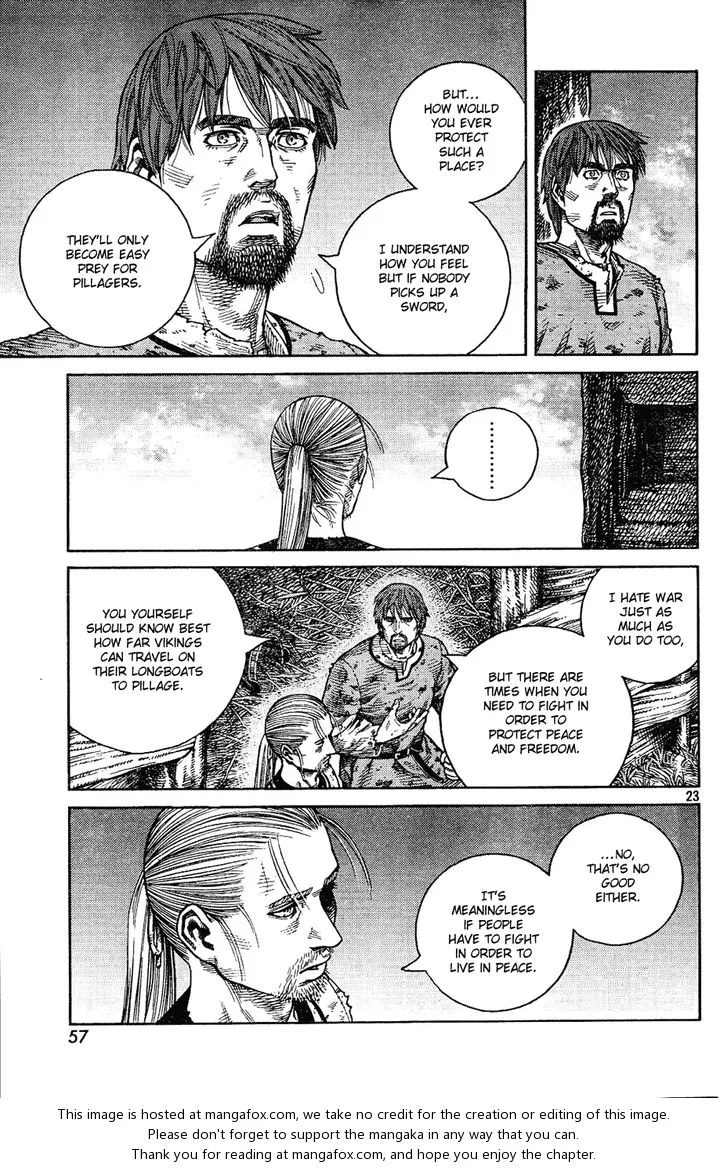 BUT...
HOW WOULD
YOU EVER
PROTECT
SUCH A
PLACE?
I UNDERSTAND
HOW YOU FEEL
BUT IF NOBODY
PICKS UP A
SWORD,
THEY'LL ONLY
BECOME EASY
PREY FOR
PILLAGERS.
.........
I HATE WAR
JUST AS
MUCH AS
YOU DO TOO,
BUT THERE ARE
TIMES WHEN YOU
NEED TO FIGHT
IN ORDER TO
PROTECT PEACE
AND FREEDOM.
YOU YOURSELF
SHOULD KNOW BEST
HOW FAR VIKINGS
CAN TRAVEL ON
THEIR LONGBOATS
TO PILLAGE.
23
...NO,
THAT'S NO
GOOD
EITHER.
IT'S
MEANINGLESS
IF PEOPLE
HAVE TO FIGHT
IN ORDER TO
LIVE IN PEACE.
57
This image is hosted at mangafox.com, we take no credit for the creation or editing of this image.
Please don't forget to support the mangaka in any way that you can.
Thank you for reading at mangafox.com, and hope you enjoy the chapter.